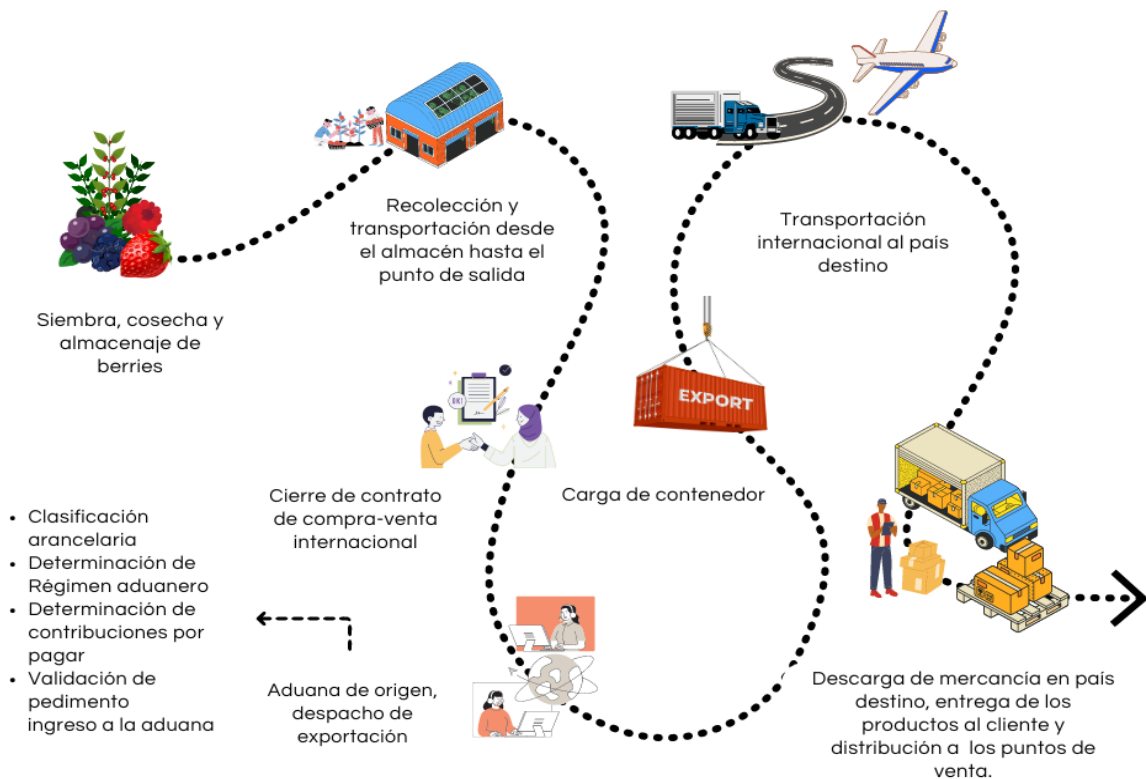 Siembra, cosecha y
almacenaje de
berries
Recolección y
transportación desde
el almacén hasta el
punto de salida
OK!
Cierre de contrato
de compra-venta
internacional
Aduana de origen,
despacho de
exportación
• Clasificación
arancelaria
• Determinación de
Régimen aduanero
• Determinación de
contribuciones por
pagar
• Validación de
pedimento
ingreso a la aduana
EXPORT
Carga de contenedor
Transportación
internacional al país
destino
Descarga de mercancía en país
destino, entrega de los
productos al cliente y
distribución a los puntos de
venta.